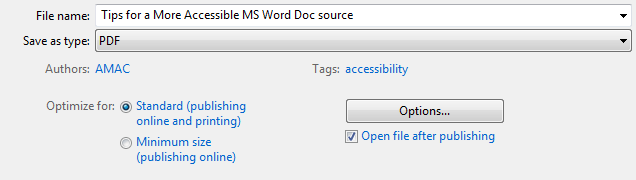 File name: Tips for a More Accessible MS Word Doc source
Save as type: PDF
Authors: AMAC Tags: accessibility
Optimize for: Standard (publishing online and printing)
Minimum size (publishing online)
Options...
Open file after publishing